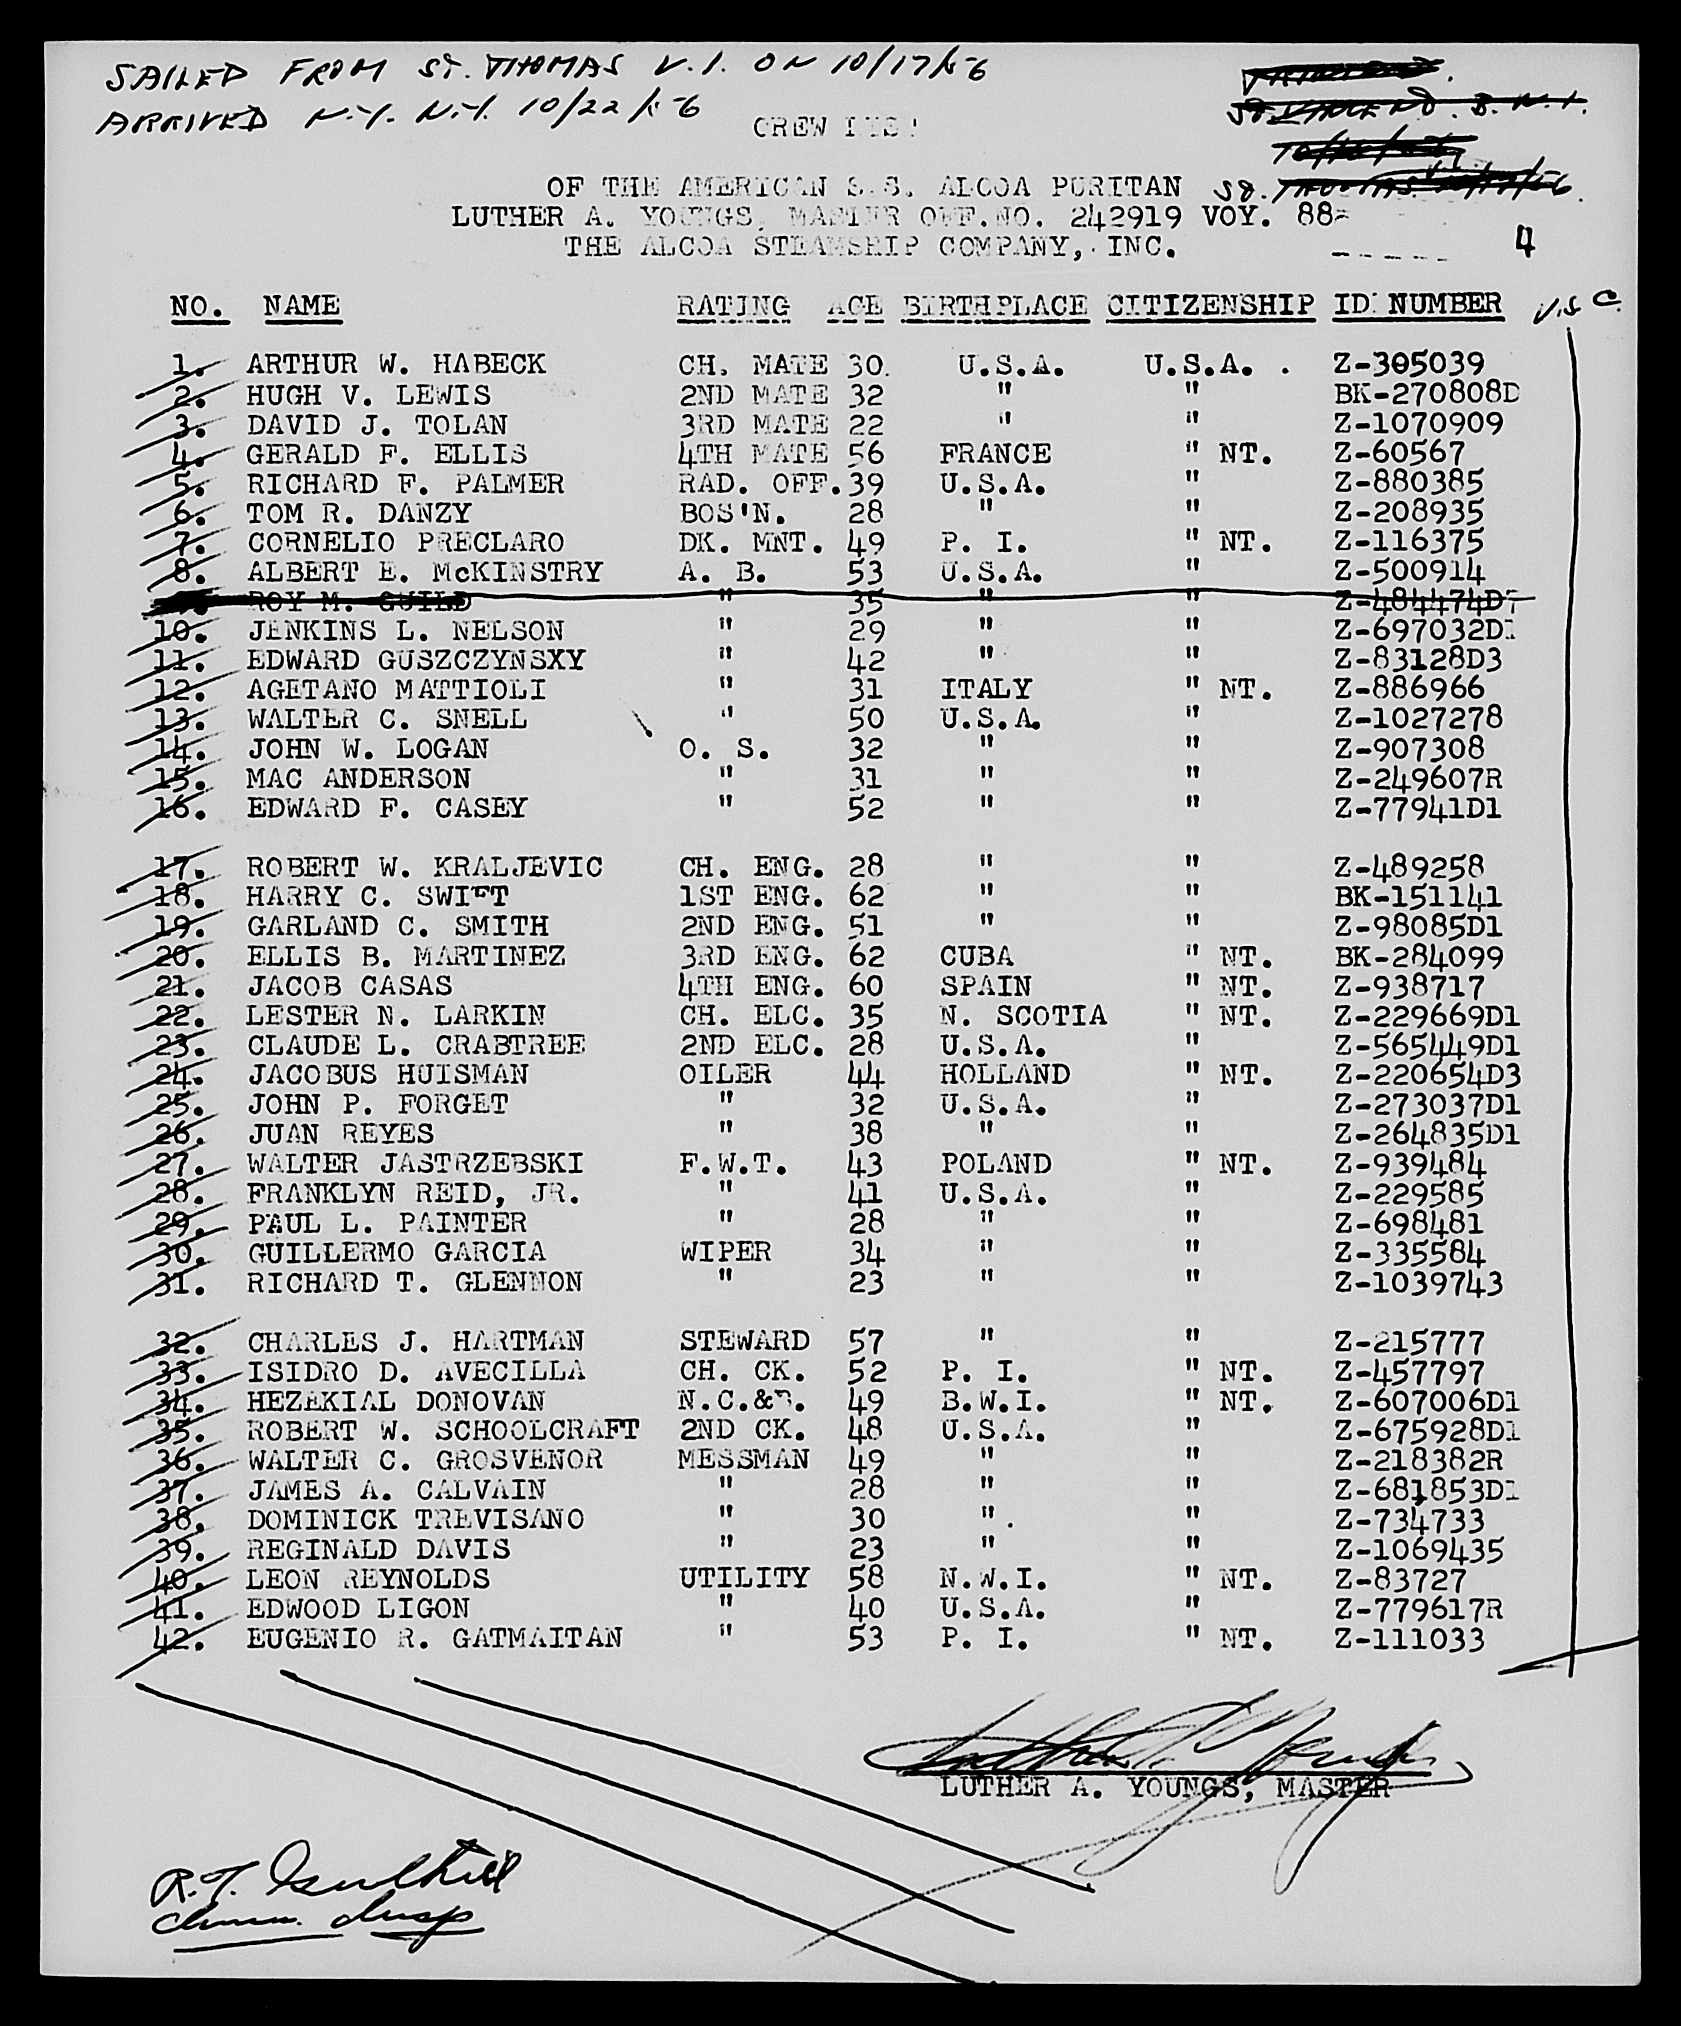 SAILED FROM ST. THOMAS V.I. ON 10/17/56
ARRIVED N.Y. N.Y. 10/22/56
ST. VINCENT. B.W.I.
CREW LIST
OF THE AMERICAN S.S. ALCOA PURITAN ST. THOMAS
LUTHER A. YOUNGS, MASTER OFF.NO. 242919 VOY. 88
THE ALCOA STEAMSHIP COMPANY, INC. 4
NO. NAME RATING AGE BIRTHPLACE CITIZENSHIP ID. NUMBER U.S.C.
1. ARTHUR W. HABECK CH. MATE 30. U.S.A. U.S.A. . Z-305039
2. HUGH V. LEWIS 2ND MATE 32 " " BK-270808D
3. DAVID J. TOLAN 3RD MATE 22 " " Z-1070909
4. GERALD F. ELLIS 4TH MATE 56 FRANCE " NT. Z-60567
5. RICHARD F. PALMER RAD. OFF. 39 U.S.A. " Z-880385
6. TOM R. DANZY BOS'N. 28 " " Z-208935
7. CORNELIO PRECLARO DK. MNT. 49 P. I. " NT. Z-116375
8. ALBERT E. McKINSTRY A. B. 53 U.S.A. " Z-500914
ROY M. GUILD " 35 " " Z-484474D
10. JENKINS L. NELSON " 29 " " Z-697032D1
11. EDWARD GUSZCZYNSXY " 42 " " Z-83128D3
12. AGETANO MATTIOLI " 31 ITALY " NT. Z-886966
13. WALTER C. SNELL " 50 U.S.A. " Z-1027278
14. JOHN W. LOGAN O. S. 32 " " Z-907308
15. MAC ANDERSON " 31 " " Z-249607R
16. EDWARD F. CASEY " 52 " " Z-77941D1
17. ROBERT W. KRALJEVIC CH. ENG. 28 " " Z-489258
18. HARRY C. SWIFT 1ST ENG. 62 " " BK-151141
19. GARLAND C. SMITH 2ND ENG. 51 " " Z-98085D1
20. ELLIS B. MARTINEZ 3RD ENG. 62 CUBA " NT. BK-284099
21. JACOB CASAS 4TH ENG. 60 SPAIN " NT. Z-938717
22. LESTER N. LARKIN CH. ELC. 35 N. SCOTIA " NT. Z-229669D1
23. CLAUDE L. CRABTREE 2ND ELC. 28 U.S.A. " Z-565449D1
24. JACOBUS HUISMAN OILER 44 HOLLAND " NT. Z-220654D3
25. JOHN P. FORGET " 32 U.S.A. " Z-273037D1
26. JUAN REYES " 38 " " Z-264835D1
27. WALTER JASTRZEBSKI F.W.T. 43 POLAND " NT. Z-939484
28. FRANKLYN REID, JR. " 41 U.S.A. " Z-229585
29. PAUL L. PAINTER " 28 " " Z-698481
30. GUILLERMO GARCIA WIPER 34 " " Z-335584
31. RICHARD T. GLENNON " 23 " " Z-1039743
32. CHARLES J. HARTMAN STEWARD 57 " " Z-215777
33. ISIDRO D. AVECILLA CH. CK. 52 P. I. " NT. Z-457797
34. HEZEKIAL DONOVAN N.C.&B. 49 B.W.I. " NT. Z-607006D1
35. ROBERT W. SCHOOLCRAFT 2ND CK. 48 U.S.A. " Z-675928D1
36. WALTER C. GROSVENOR MESSMAN 49 " " Z-218382R
37. JAMES A. CALVAIN " 28 " " Z-681853D1
38. DOMINICK TREVISANO " 30 " . " Z-734733
39. REGINALD DAVIS " 23 " " Z-1069435
40. LEON REYNOLDS UTILITY 58 N.W.I. " NT. Z-83727
41. EDWOOD LIGON " 40 U.S.A. " Z-779617R
42. EUGENIO R. GATMAITAN " 53 P. I. " NT. Z-111033
LUTHER A. YOUNGS, MASTER
R.T.
Imm. Insp